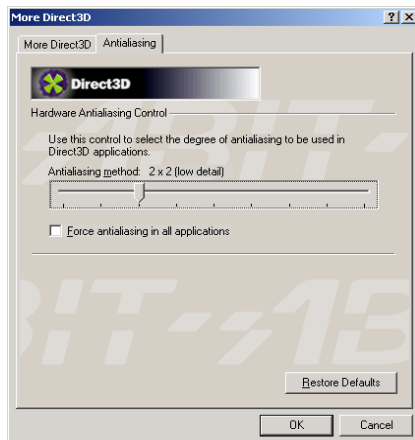 More Direct3D
More Direct3D Antialiasing
Direct3D
Hardware Antialiasing Control
Use this control to select the degree of antialiasing to be used in
Direct3D applications.
Antialiasing method: 2 x 2 (low detail)
Force antialiasing in all applications
Restore Defaults
OK Cancel